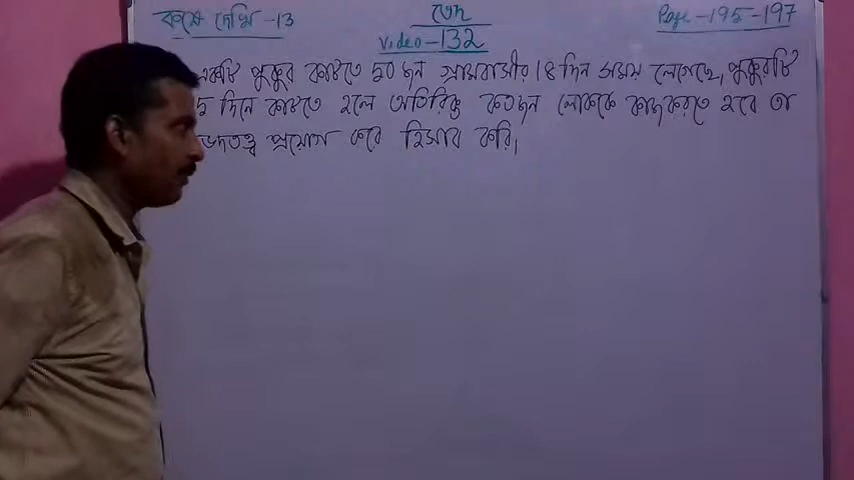 কষে দেখি -13
ভেদ
Video-132
Page -195-197
একটি পুকুর কাটতে 50 জন গ্রামবাসীর 18 দিন সময় লেগেছে, পুকুরটি
দিনে কাটতে হলে অতিরিক্ত কতজন লোককে কাজ করতে হবে তা
ভেদতত্ত্ব প্রয়োগ করে হিসাব করি,